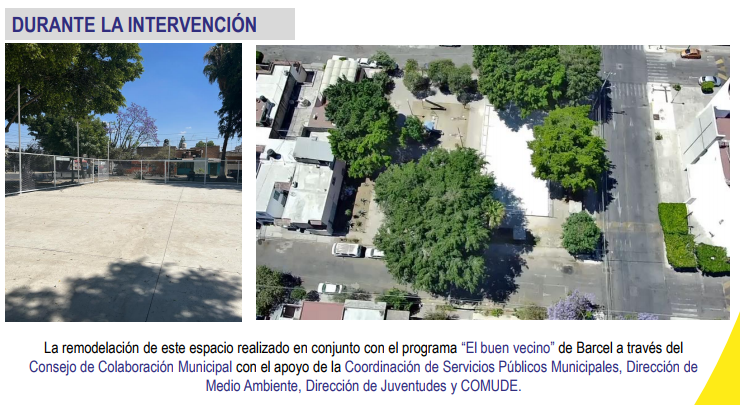 DURANTE LA INTERVENCIÓN
La remodelación de este espacio realizado en conjunto con el programa “El buen vecino” de Barcel a través del
Consejo de Colaboración Municipal con el apoyo de la Coordinación de Servicios Públicos Municipales, Dirección de
Medio Ambiente, Dirección de Juventudes y COMUDE.